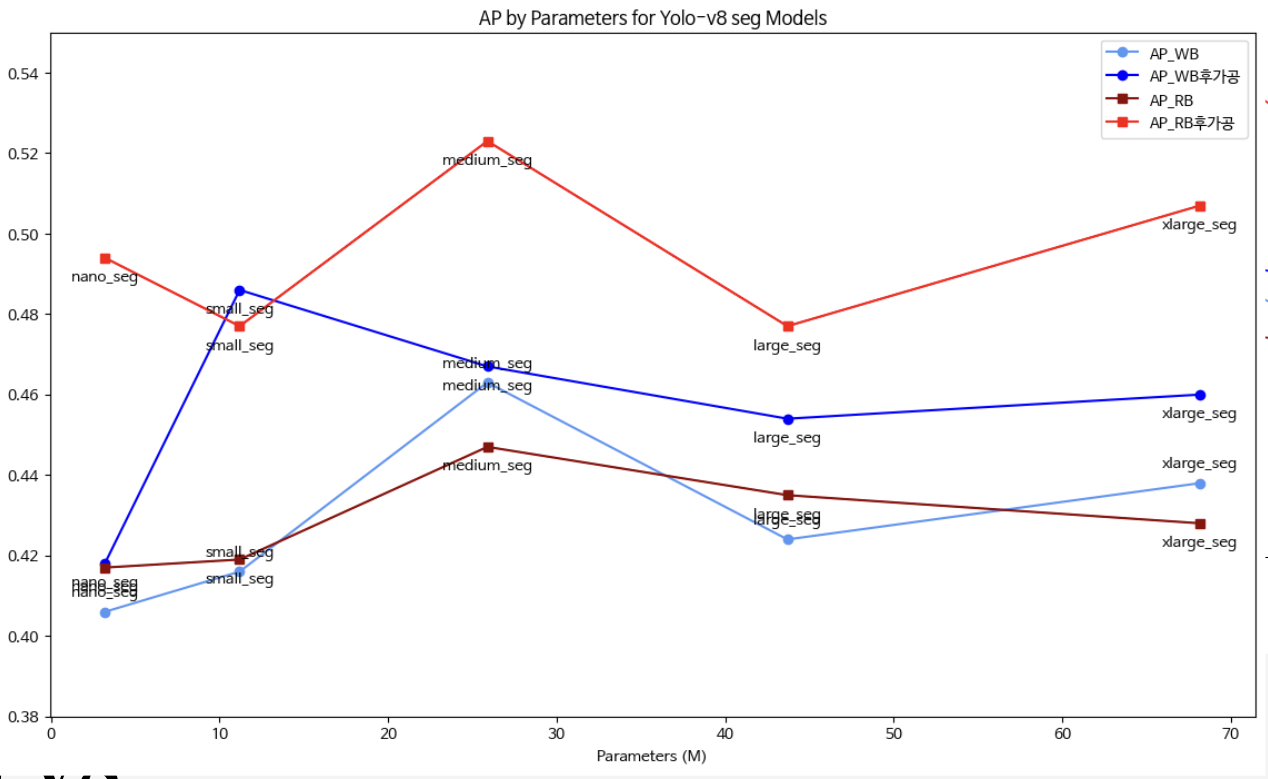 AP by Parameters for Yolo-v8 seg Models
AP_WB
AP_WB후가공
AP_RB
AP_RB후가공
0.54
0.52
0.50
0.48
0.46
0.44
0.42
0.40
0.38
medium_seg
xlarge_seg
nano_seg
small_seg
small_seg
large_seg
medium_seg
medium_seg
xlarge_seg
large_seg
xlarge_seg
medium_seg
large_seg
large_seg
xlarge_seg
small_seg
small_seg
nano_seg
nano_seg
nano_seg
0
10
20
30
40
50
60
70
Parameters (M)